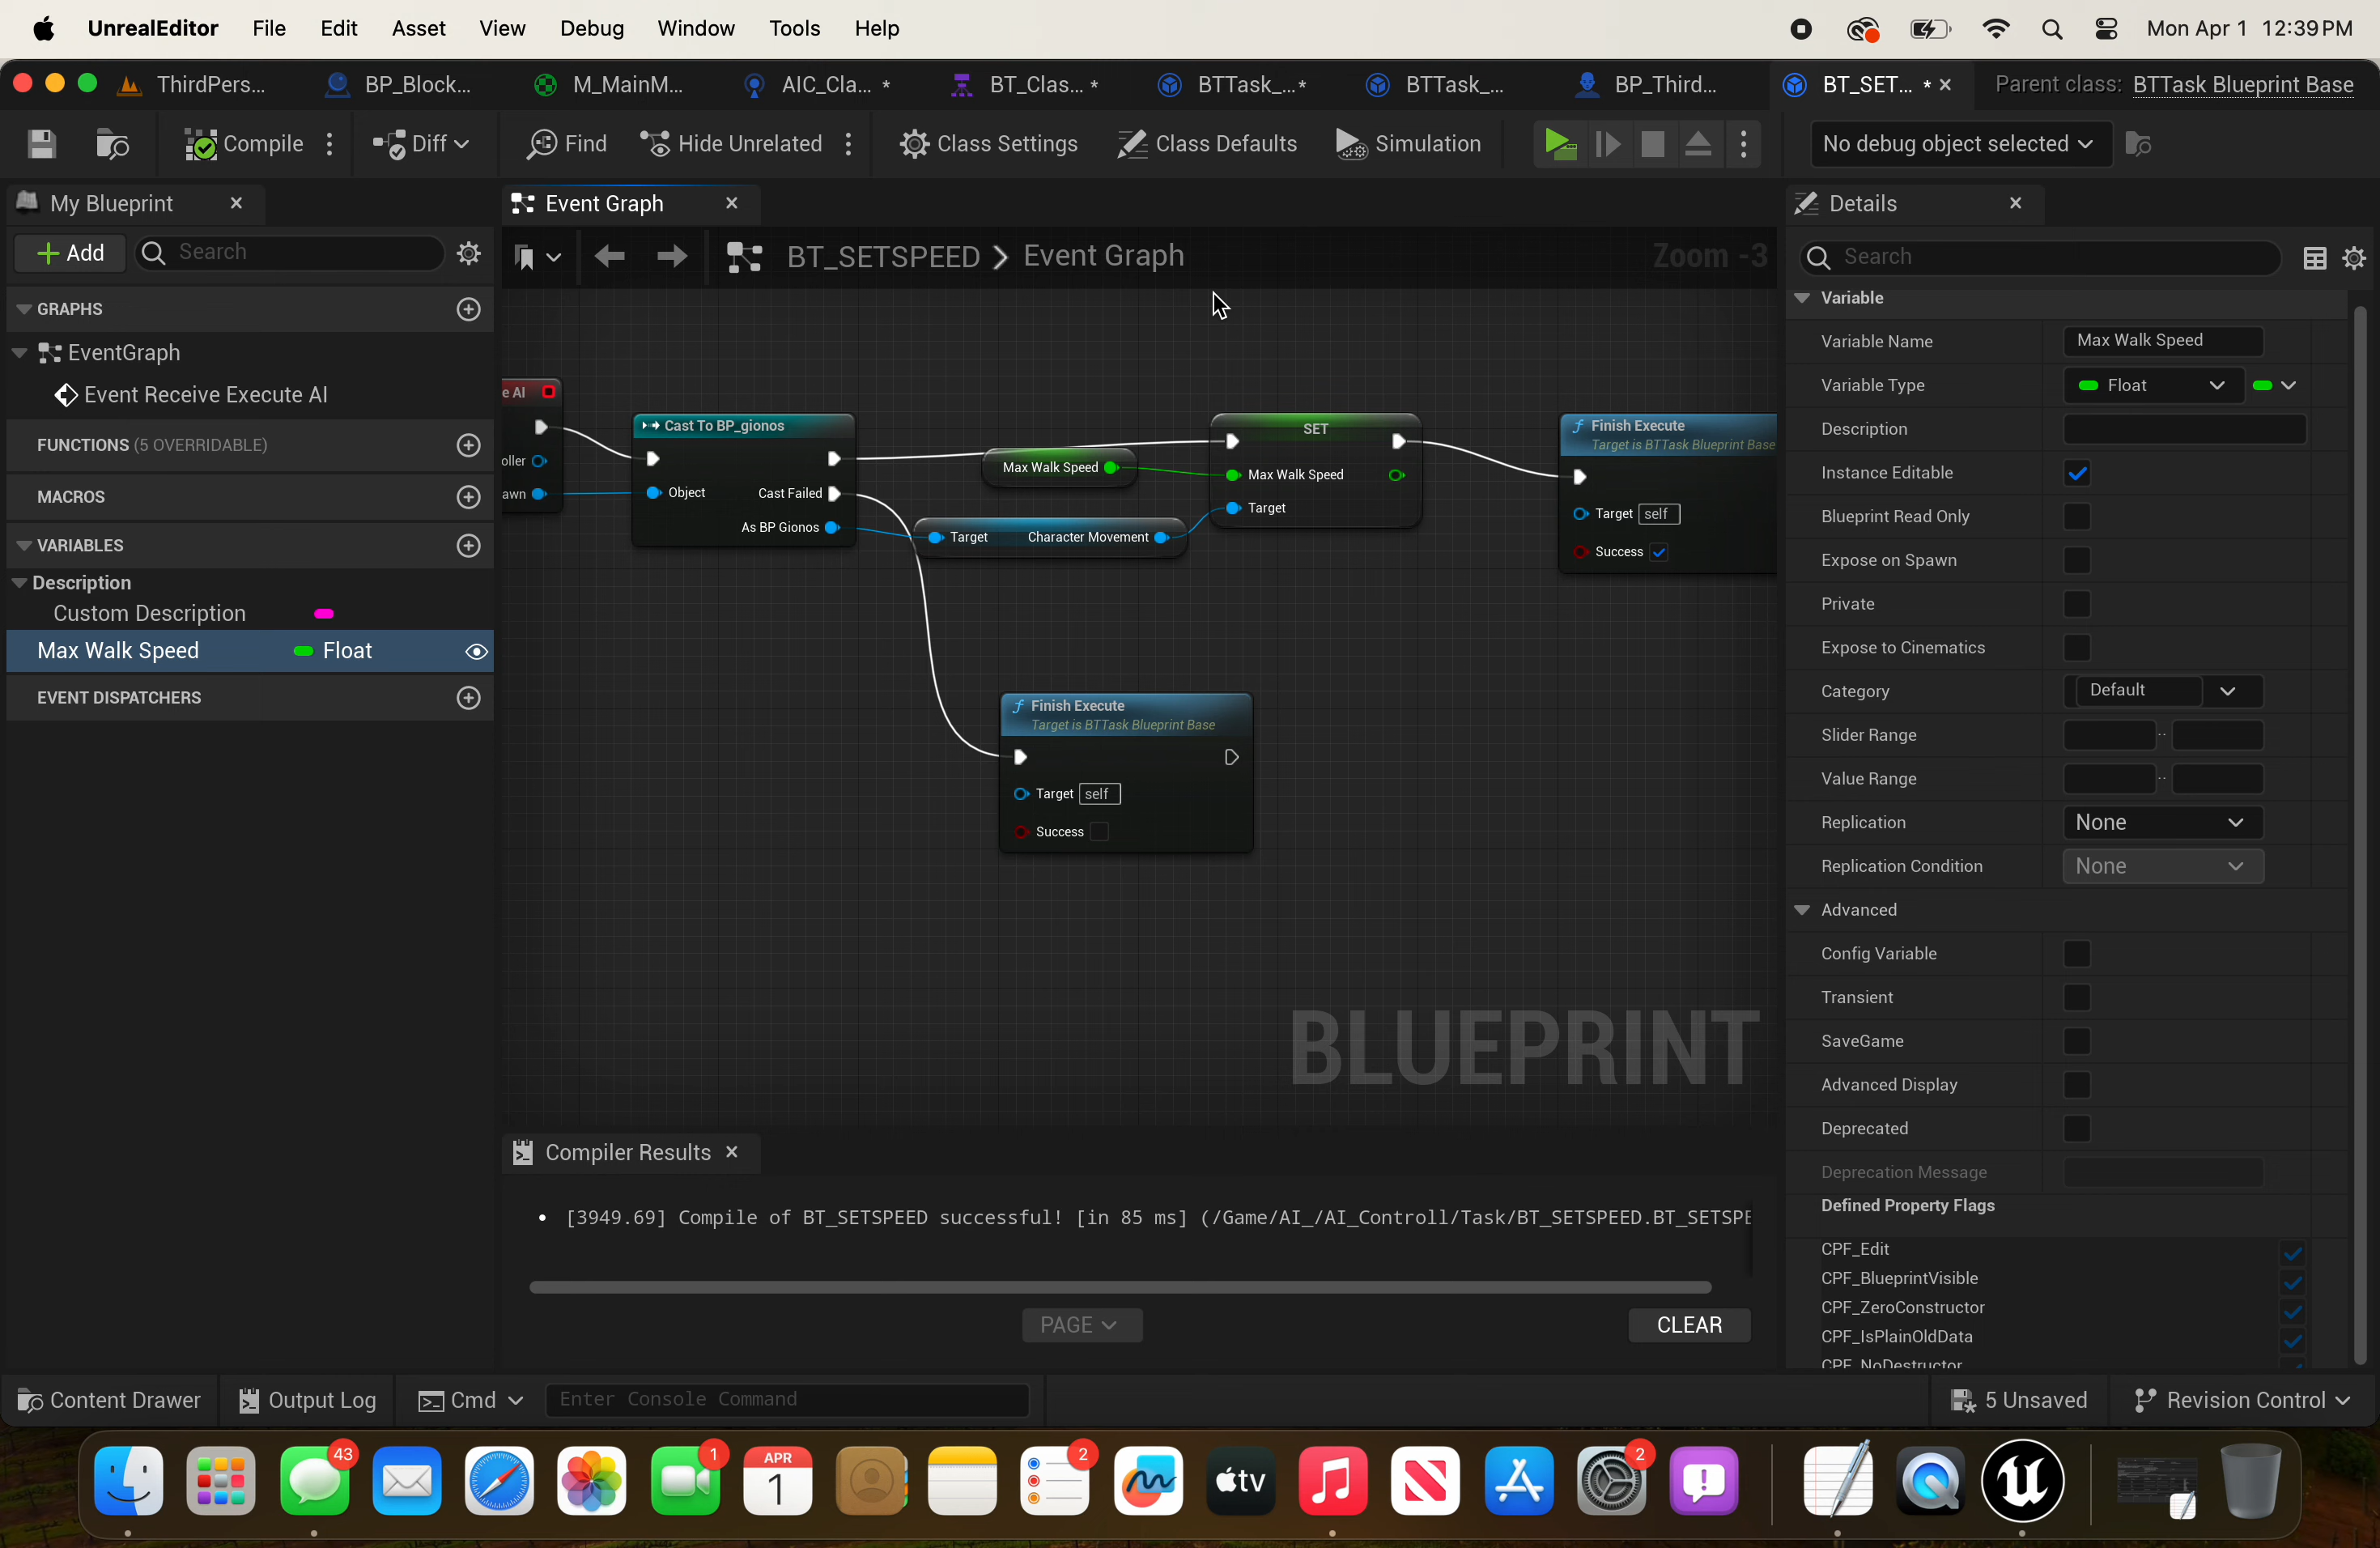 UnrealEditor File Edit Asset View Debug Window Tools Help Mon Apr 1 12:39 PM
ThirdPers... BP_Block... M_MainM... AIC_Cla... * BT_Clas... * BTTask_...* BTTask_... BP_Third... BT_SET... * Parent class: BTTask Blueprint Base
Compile Diff Find Hide Unrelated Class Settings Class Defaults Simulation No debug object selected
My Blueprint
Add Search
GRAPHS
EventGraph
Event Receive Execute AI
FUNCTIONS (5 OVERRIDABLE)
MACROS
VARIABLES
Description
Custom Description
Max Walk Speed Float
EVENT DISPATCHERS
Event Graph
BT_SETSPEED > Event Graph Zoom -3
e AI
oller
awn
Cast To BP_gionos
Object Cast Failed
As BP Gionos
Max Walk Speed
Target Character Movement
SET
Max Walk Speed
Target
Finish Execute
Target is BTTask Blueprint Base
Target self
Success
Finish Execute
Target is BTTask Blueprint Base
Target self
Success
BLUEPRINT
Compiler Results
• [3949.69] Compile of BT_SETSPEED successful! [in 85 ms] (/Game/AI_/AI_Controll/Task/BT_SETSPEED.BT_SETSPE
PAGE CLEAR
Details
Search
Variable
Variable Name Max Walk Speed
Variable Type Float
Description
Instance Editable
Blueprint Read Only
Expose on Spawn
Private
Expose to Cinematics
Category Default
Slider Range
Value Range
Replication None
Replication Condition None
Advanced
Config Variable
Transient
SaveGame
Advanced Display
Deprecated
Deprecation Message
Defined Property Flags
CPF_Edit
CPF_BlueprintVisible
CPF_ZeroConstructor
CPF_IsPlainOldData
CPF_NoDestructor
Content Drawer Output Log Cmd Enter Console Command 5 Unsaved Revision Control
43 1 APR 1 2 tv 2